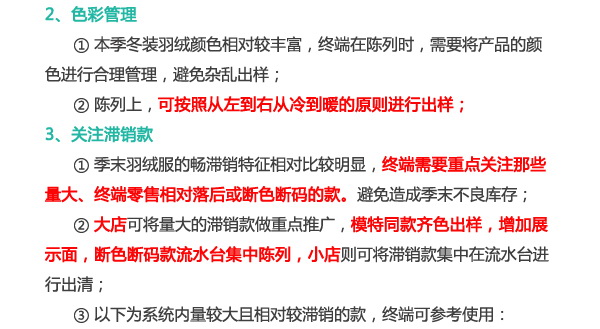 2、色彩管理
① 本季冬装羽绒颜色相对较丰富，终端在陈列时，需要将产品的颜
色进行合理管理，避免杂乱出样；
② 陈列上，可按照从左到右从冷到暖的原则进行出样；
3、关注滞销款
① 季末羽绒服的畅滞销特征相对比较明显，终端需要重点关注那些
量大、终端零售相对落后或断色断码的款。避免造成季末不良库存；
② 大店可将量大的滞销款做重点推广，模特同款齐色出样，增加展
示面，断色断码款流水台集中陈列，小店则可将滞销款集中在流水台进
行出清；
③ 以下为系统内量较大且相对较滞销的款，终端可参考使用：